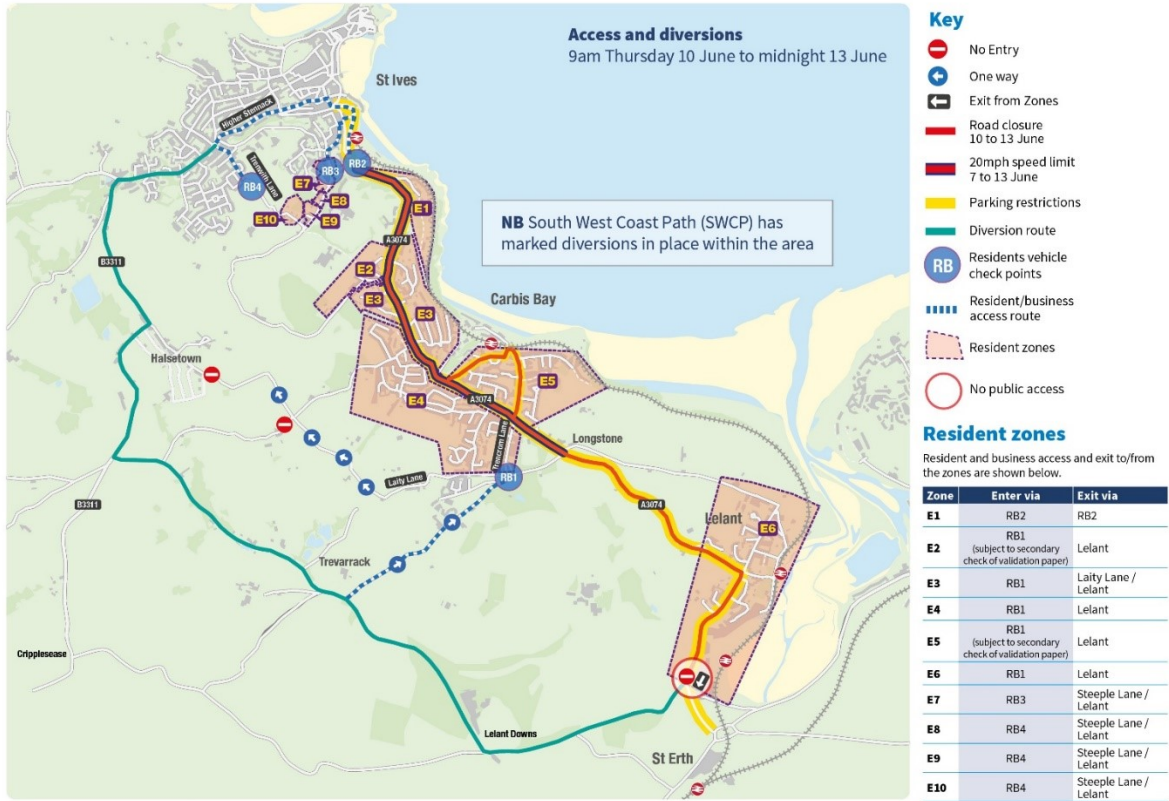 Access and diversions
9am Thursday 10 June to midnight 13 June
St Ives
Higher Stennack
Trenwith Lane
RB4
RB3
RB2
E7
E8
E9
E10
E1
A3074
NB South West Coast Path (SWCP) has
marked diversions in place within the area
B3311
E2
E3
E3
Carbis Bay
Halsetown
E4
A3074
E5
Trencrom Lane
Longstone
Laity Lane
RB1
A3074
Lelant
E6
B3311
Trevarrack
Cripplesease
Lelant Downs
St Erth
Key
No Entry
One way
Exit from Zones
Road closure
10 to 13 June
20mph speed limit
7 to 13 June
Parking restrictions
Diversion route
RB
Residents vehicle
check points
Resident/business
access route
Resident zones
No public access
Resident zones
Resident and business access and exit to/from
the zones are shown below.
Zone Enter via Exit via
E1 RB2 RB2
E2 RB1
(subject to secondary
check of validation paper) Lelant
E3 RB1 Laity Lane /
Lelant
E4 RB1 Lelant
E5 RB1
(subject to secondary
check of validation paper) Lelant
E6 RB1 Lelant
E7 RB3 Steeple Lane /
Lelant
E8 RB4 Steeple Lane /
Lelant
E9 RB4 Steeple Lane /
Lelant
E10 RB4 Steeple Lane /
Lelant